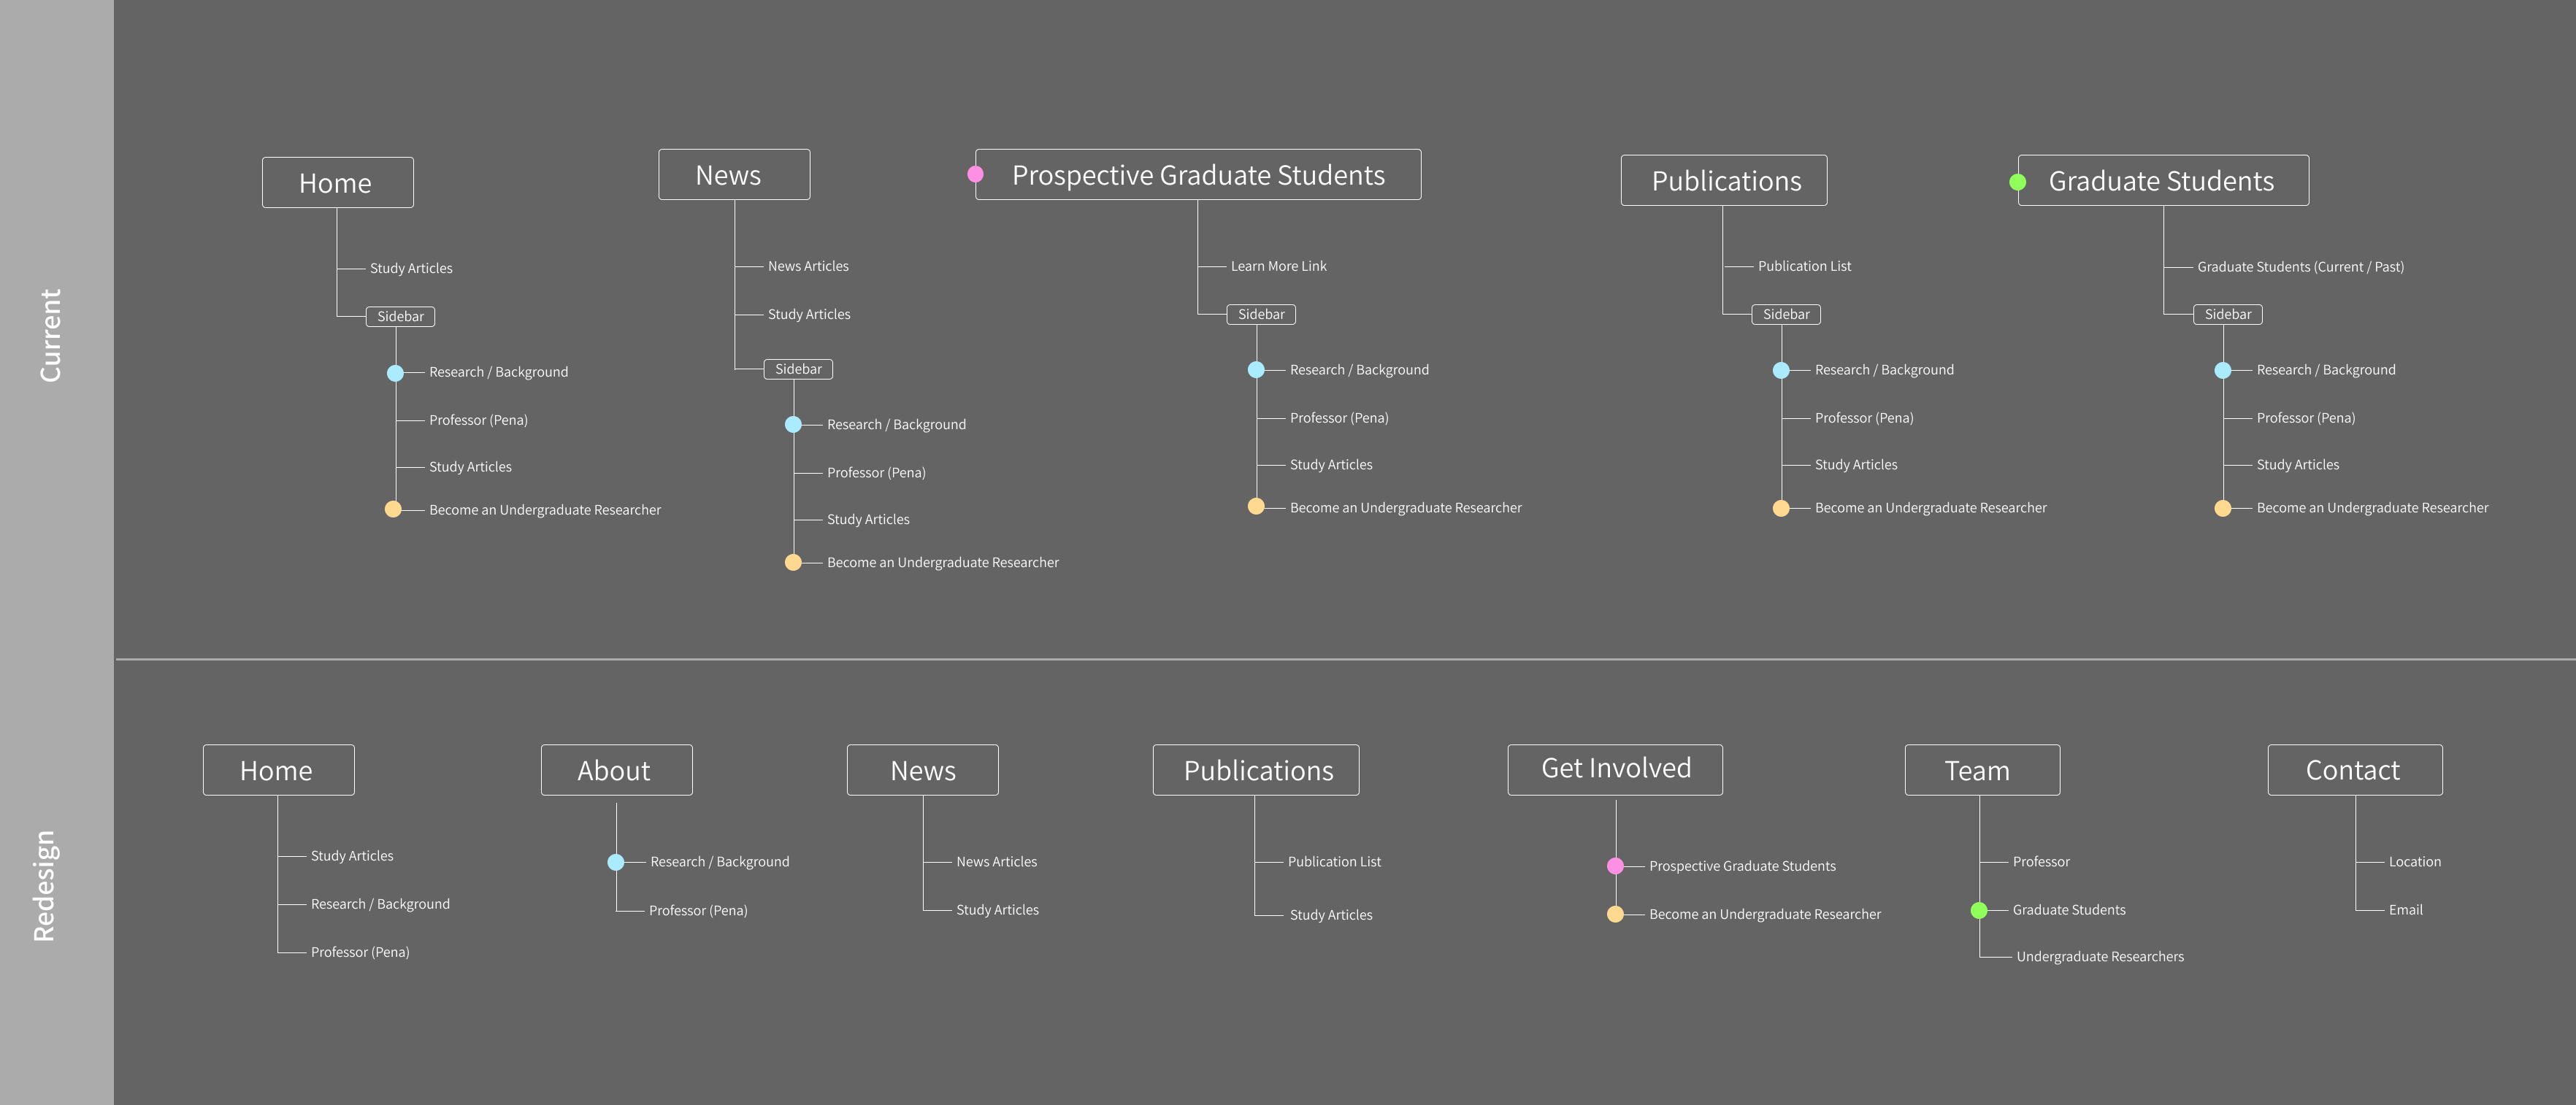 Current
Home
Study Articles
Sidebar
Research / Background
Professor (Pena)
Study Articles
Become an Undergraduate Researcher
News
News Articles
Study Articles
Sidebar
Research / Background
Professor (Pena)
Study Articles
Become an Undergraduate Researcher
Prospective Graduate Students
Learn More Link
Sidebar
Research / Background
Professor (Pena)
Study Articles
Become an Undergraduate Researcher
Publications
Publication List
Sidebar
Research / Background
Professor (Pena)
Study Articles
Become an Undergraduate Researcher
Graduate Students
Graduate Students (Current / Past)
Sidebar
Research / Background
Professor (Pena)
Study Articles
Become an Undergraduate Researcher
Redesign
Home
Study Articles
Research / Background
Professor (Pena)
About
Research / Background
Professor (Pena)
News
News Articles
Study Articles
Publications
Publication List
Study Articles
Get Involved
Prospective Graduate Students
Become an Undergraduate Researcher
Team
Professor
Graduate Students
Undergraduate Researchers
Contact
Location
Email